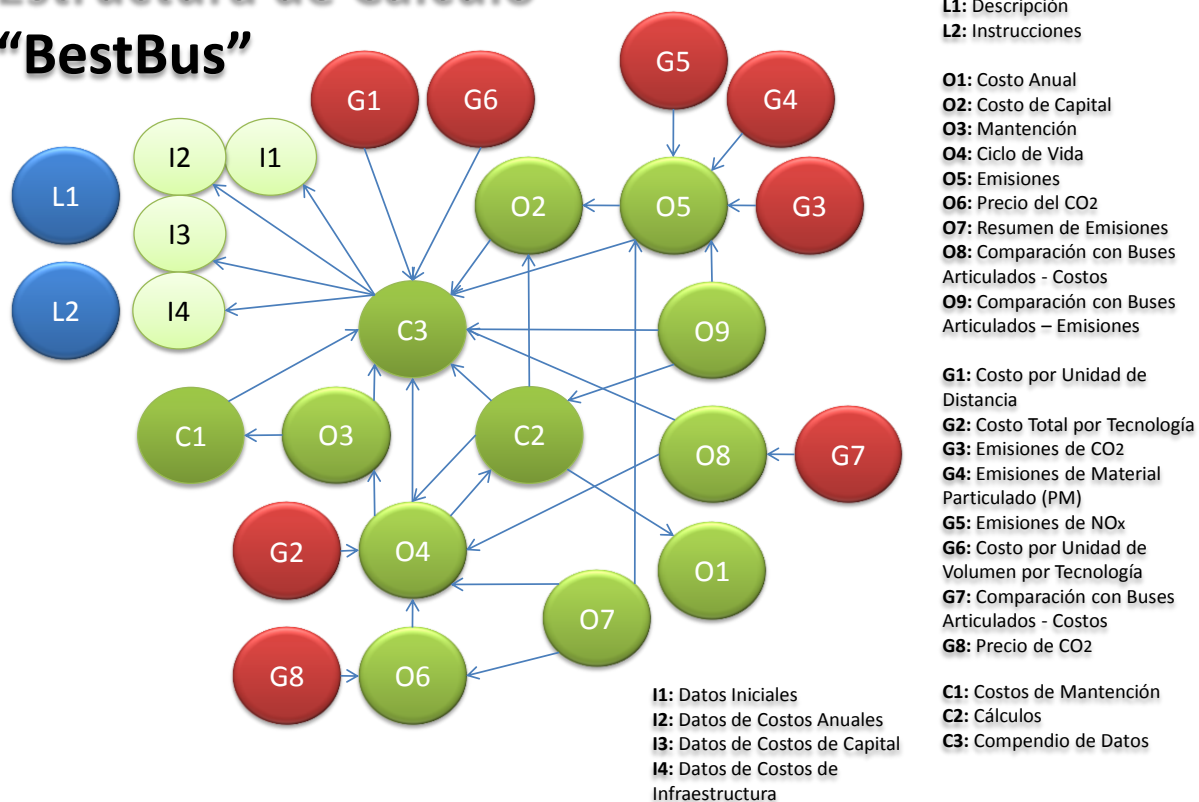 Estructura de Cálculo
“BestBus”
L1: Descripción
L2: Instrucciones
O1: Costo Anual
O2: Costo de Capital
O3: Mantención
O4: Ciclo de Vida
O5: Emisiones
O6: Precio del CO2
O7: Resumen de Emisiones
O8: Comparación con Buses
Articulados - Costos
O9: Comparación con Buses
Articulados – Emisiones
G1: Costo por Unidad de
Distancia
G2: Costo Total por Tecnología
G3: Emisiones de CO2
G4: Emisiones de Material
Particulado (PM)
G5: Emisiones de NOx
G6: Costo por Unidad de
Volumen por Tecnología
G7: Comparación con Buses
Articulados - Costos
G8: Precio de CO2
C1: Costos de Mantención
C2: Cálculos
C3: Compendio de Datos
I1: Datos Iniciales
I2: Datos de Costos Anuales
I3: Datos de Costos de Capital
I4: Datos de Costos de
Infraestructura
G1
G6
G5
G4
I2
I1
L1
O2
O5
G3
I3
L2
I4
C3
O9
C1
O3
C2
O8
G7
G2
O4
O1
O7
G8
O6